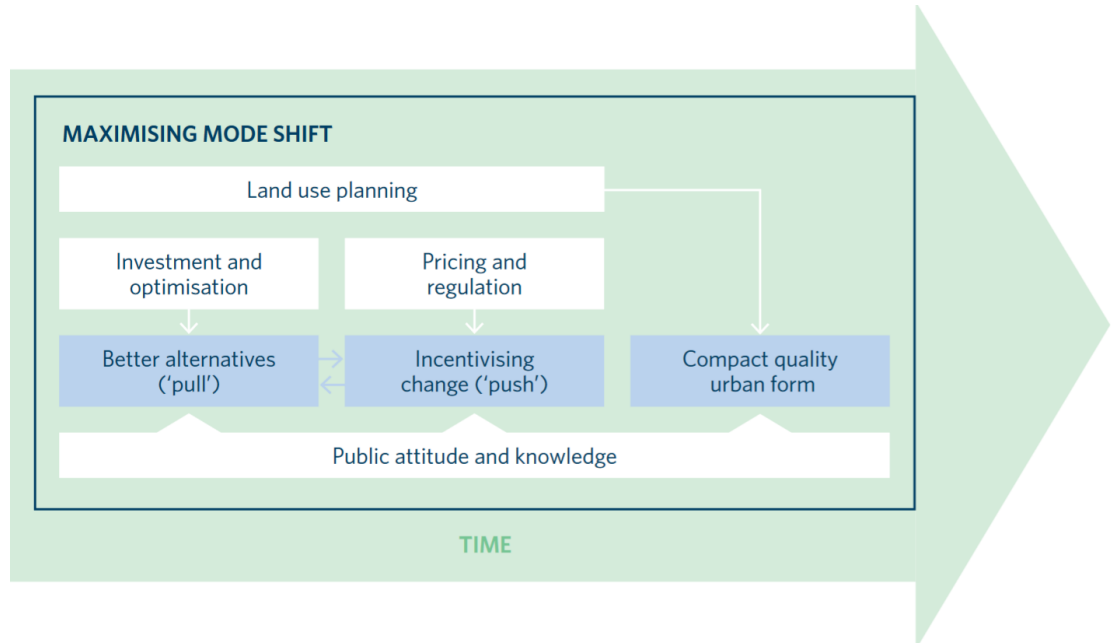 MAXIMISING MODE SHIFT
Land use planning
Investment and
optimisation
Pricing and
regulation
Better alternatives
(‘pull’)
Incentivising
change (‘push’)
Compact quality
urban form
Public attitude and knowledge
TIME